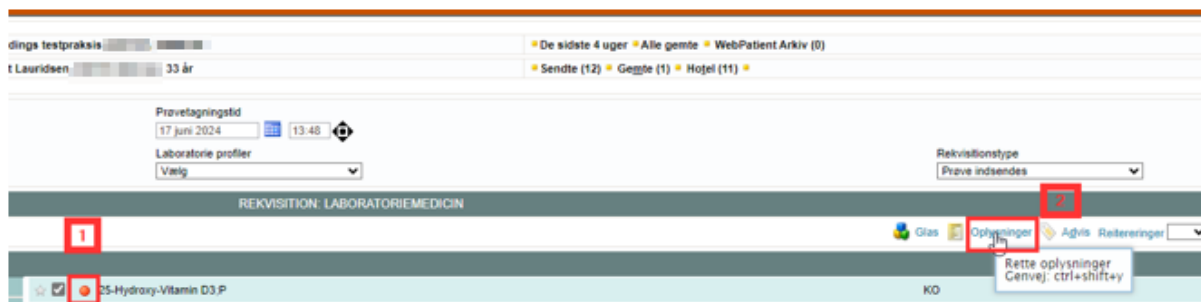 dings testpraksis
De sidste 4 uger Alle gemte WebPatient Arkiv (0)
t Lauridsen 33 år
Sendte (12) Gemte (1) Hotel (11)
Prøvetagningstid
17 juni 2024 13:48
Laboratorie profiler
Rekvisitionstype
Vælg
Prøve indsendes
REKVISITION: LABORATORIEMEDICIN
2
1
Glas Oplysninger Advis Reitereringer
Rette oplysninger
Genvej: ctrl+shift+y
25-Hydroxy-Vitamin D3;P KO